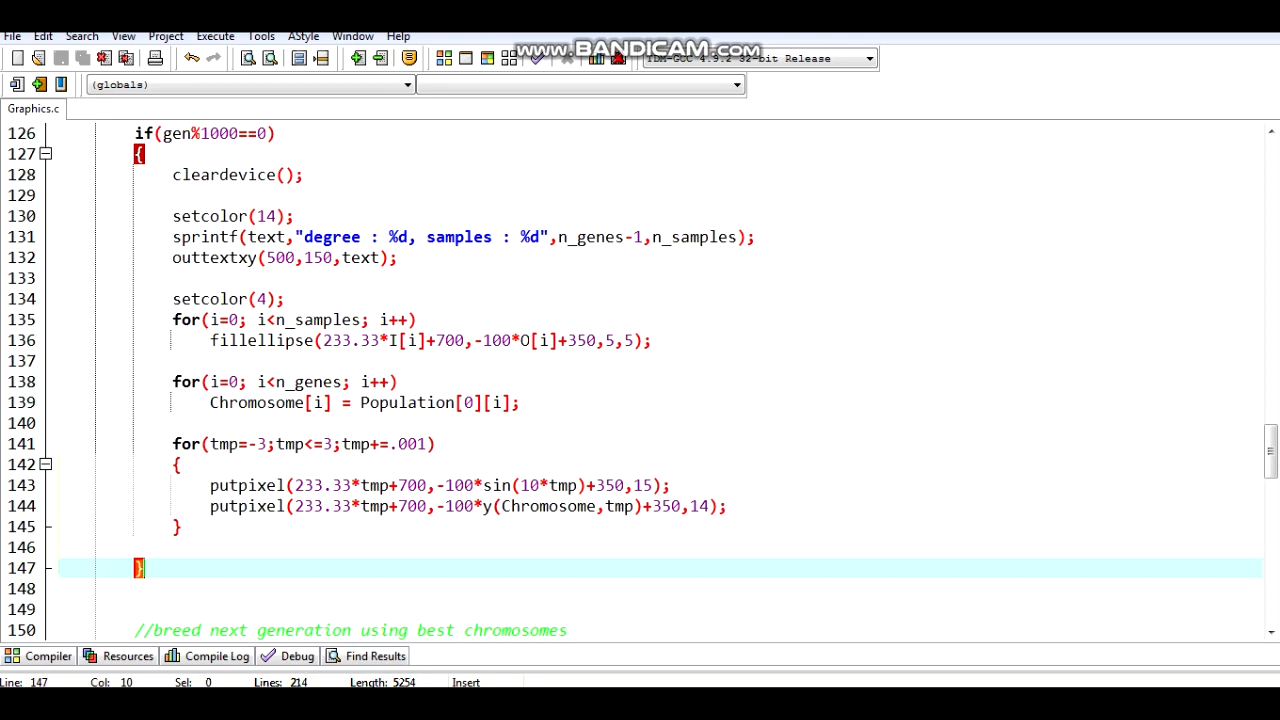 www.BANDICAM.com
File Edit Search View Project Execute Tools AStyle Window Help
TDM-GCC 4.9.2 32-bit Release
(globals)
Graphics.c
126 if(gen%1000==0)
127 {
128 cleardevice();
129
130 setcolor(14);
131 sprintf(text,"degree : %d, samples : %d",n_genes-1,n_samples);
132 outtextxy(500,150,text);
133
134 setcolor(4);
135 for(i=0; i<n_samples; i++)
136 fillellipse(233.33*I[i]+700,-100*O[i]+350,5,5);
137
138 for(i=0; i<n_genes; i++)
139 Chromosome[i] = Population[0][i];
140
141 for(tmp=-3;tmp<=3;tmp+=.001)
142 {
143 putpixel(233.33*tmp+700,-100*sin(10*tmp)+350,15);
144 putpixel(233.33*tmp+700,-100*y(Chromosome,tmp)+350,14);
145 }
146
147 }
148
149
150 //breed next generation using best chromosomes
Compiler Resources Compile Log Debug Find Results
Line: 147 Col: 10 Sel: 0 Lines: 214 Length: 5254 Insert